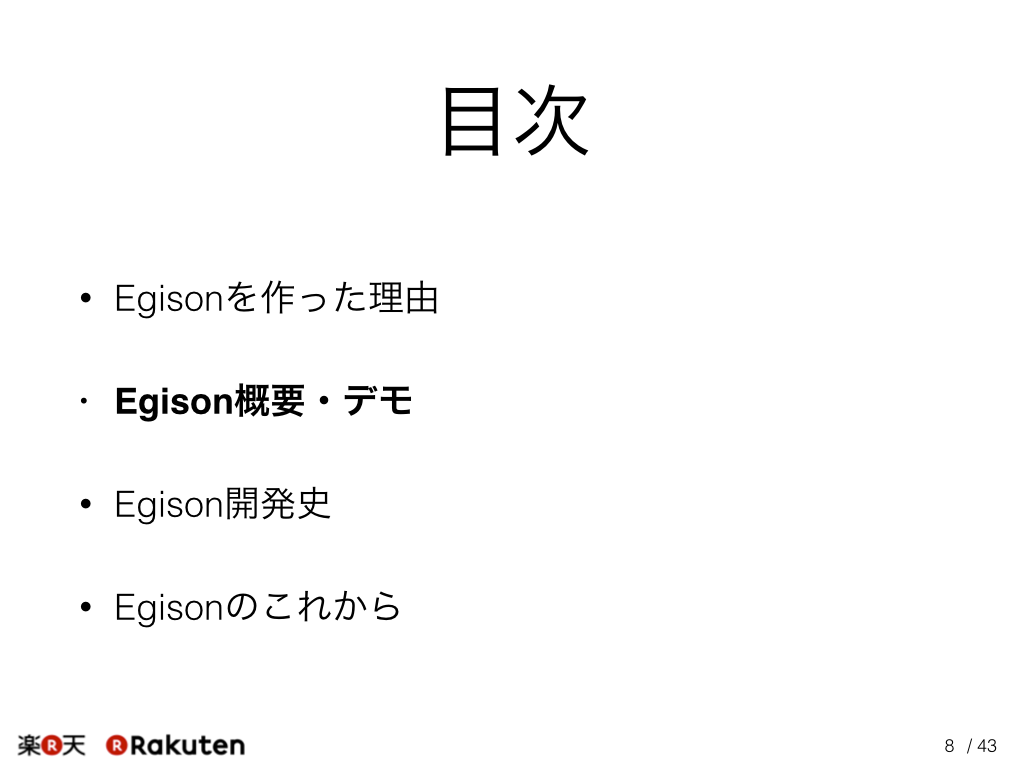 目次
• Egisonを作った理由
• Egison概要・デモ
• Egison開発史
• Egisonのこれから
楽R天 R Rakuten 8 / 43